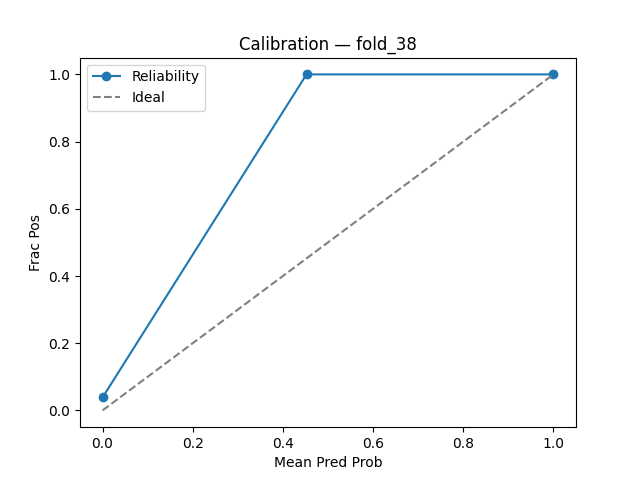 Calibration — fold_38
Reliability
Ideal
Frac Pos
1.0
0.8
0.6
0.4
0.2
0.0
0.0 0.2 0.4 0.6 0.8 1.0
Mean Pred Prob